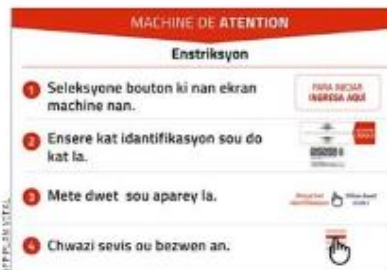 MACHINE DE ATENTION
Enstriksyon
1 Seleksyone bouton ki nan ekran
machine nan.
PARA INICIAR
INGRESA AQUÍ
2 Ensere kat idantifikasyon sou do
kat la.
3 Mete dwet sou aparey la.
4 Chwazi sevis ou bezwen an.